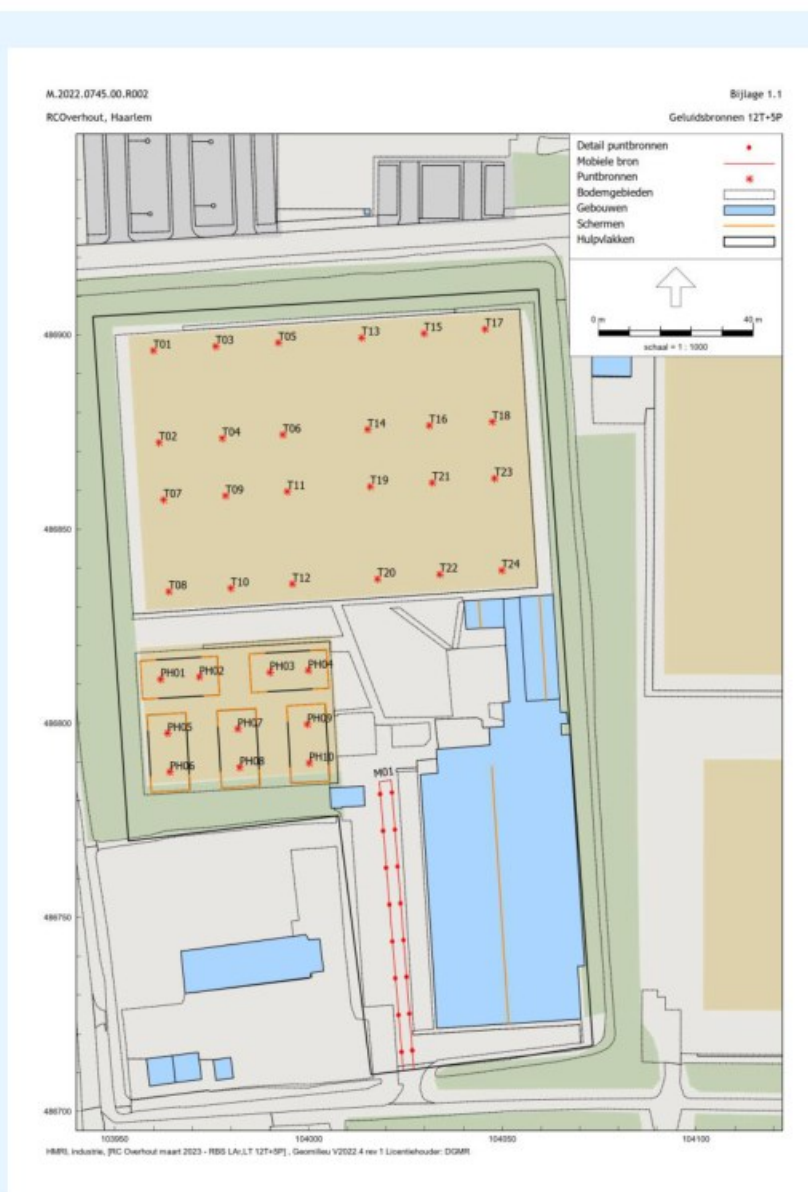 M.2022.0745.00.R002
Bijlage 1.1
RCOverhout, Haarlem
Geluidsbronnen 12T+5P
Detail puntbronnen
Mobiele bron
Puntbronnen
Bodemgebieden
Gebouwen
Schermen
Hulpvlakken
0 m
40 m
schaal = 1 : 1000
486900
T01
T03
T05
T13
T15
T17
T02
T04
T06
T14
T16
T18
T07
T09
T11
T19
T21
T23
486850
T08
T10
T12
T20
T22
T24
PH01
PH02
PH03
PH04
486800
PH05
PH07
PH09
PH06
PH08
PH10
M01
486750
486700
103950
104000
104050
104100
HMRI, Industrie, [RC Overhout maart 2023 - RBS LAr,LT 12T+5P] , Geomilieu V2022.4 rev 1 Licentiehouder: DGMR